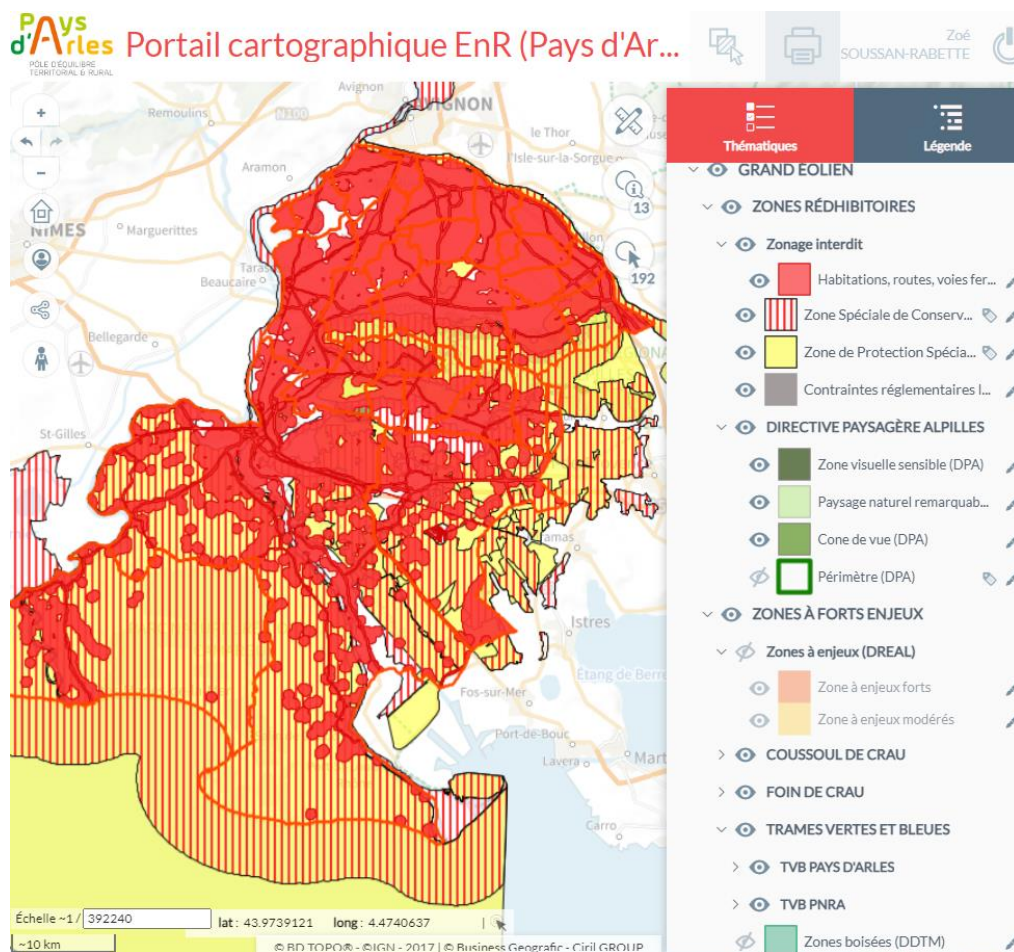 Pays
d'Arles
PÔLE D'ÉQUILIBRE
TERRITORIAL & RURAL
Portail cartographique EnR (Pays d'Ar...
Zoé
SOUSSAN-RABETTE
Avignon
AVIGNON
Remoulins
N100
le Thor
l'Isle-sur-la-Sorgue
Aramon
13
NÎMES
Marguerittes
Beaucaire
192
Bellegarde
St-Gilles
Istres
Étang de Berr
Fos-sur-Mer
Port-de-Bouc
Lavera
Mart
Carro
Thématiques
Légende
GRAND ÉOLIEN
ZONES RÉDHIBITOIRES
Zonage interdit
Habitations, routes, voies fer...
Zone Spéciale de Conserv...
Zone de Protection Spécia...
Contraintes réglementaires l...
DIRECTIVE PAYSAGÈRE ALPILLES
Zone visuelle sensible (DPA)
Paysage naturel remarquab...
Cone de vue (DPA)
Périmètre (DPA)
ZONES À FORTS ENJEUX
Zones à enjeux (DREAL)
Zone à enjeux forts
Zone à enjeux modérés
COUSSOUL DE CRAU
FOIN DE CRAU
TRAMES VERTES ET BLEUES
TVB PAYS D'ARLES
TVB PNRA
Zones boisées (DDTM)
Échelle ~1 / 392240 lat : 43.9739121 long : 4.4740637
~10 km
© BD TOPO® - ©IGN - 2017 | © Business Geografic - Ciril GROUP